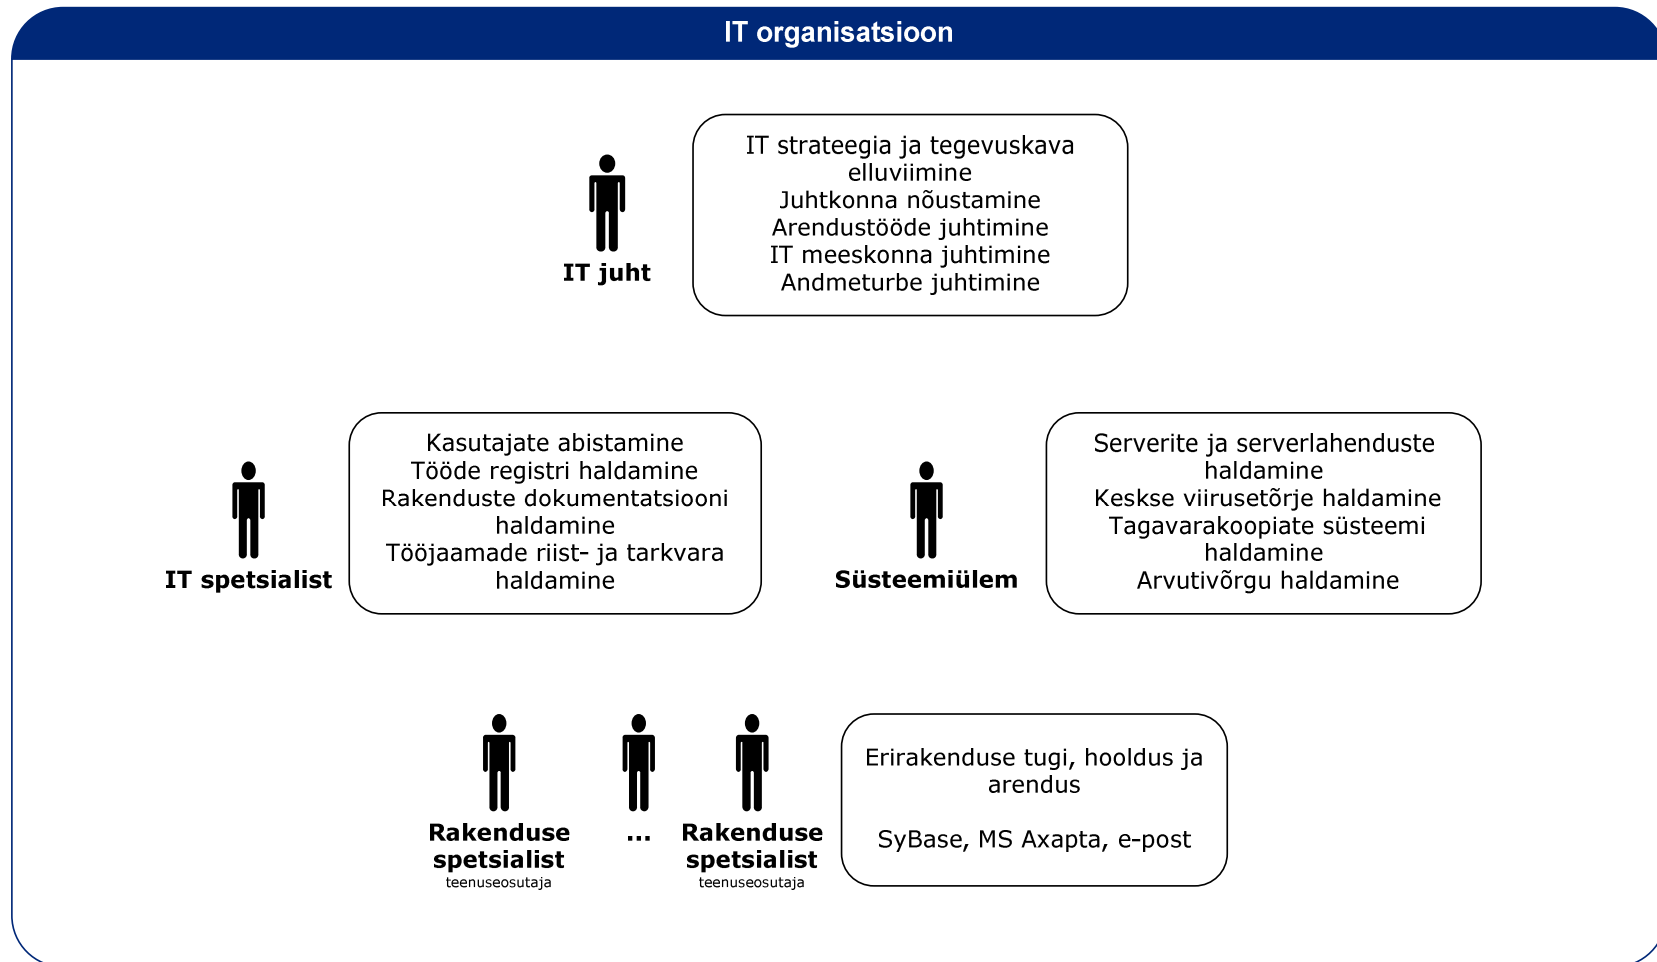 IT organisatsioon
IT strateegia ja tegevuskava
elluviimine
Juhtkonna nõustamine
Arendustööde juhtimine
IT meeskonna juhtimine
Andmeturbe juhtimine
IT juht
Kasutajate abistamine
Tööde registri haldamine
Rakenduste dokumentatsiooni
haldamine
Tööjaamade riist- ja tarkvara
haldamine
IT spetsialist
Serverite ja serverlahenduste
haldamine
Keskse viirusetõrje haldamine
Tagavarakoopiate süsteemi
haldamine
Arvutivõrgu haldamine
Süsteemiülem
Rakenduse
spetsialist
teenuseosutaja
...
Rakenduse
spetsialist
teenuseosutaja
Erirakenduse tugi, hooldus ja
arendus
SyBase, MS Axapta, e-post